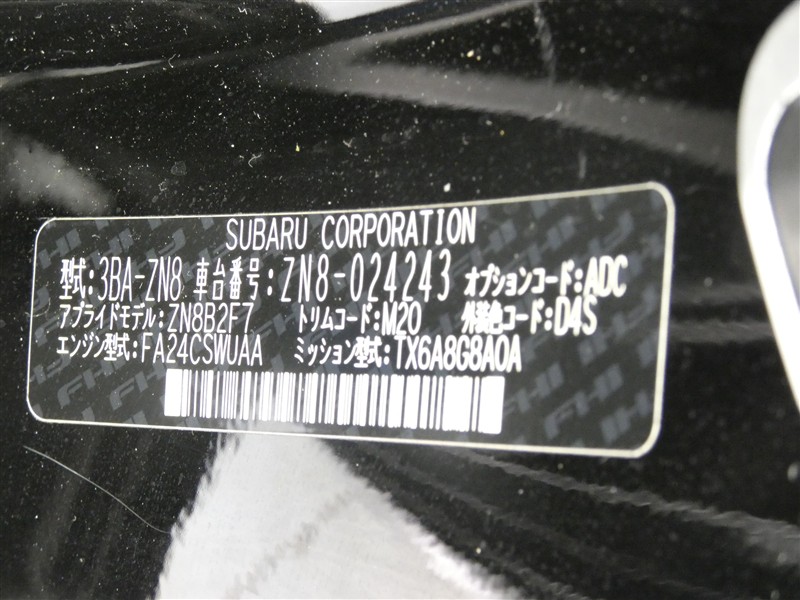 SUBARU CORPORATION
型式:3BA-ZN8 車台番号:ZN8-024243 オプションコード:ADC
アプライドモデル:ZN8B2F7 トリムコード:M20 外装色コード:D4S
エンジン型式:FA24CSWUAA ミッション型式:TX6A8G8A0A